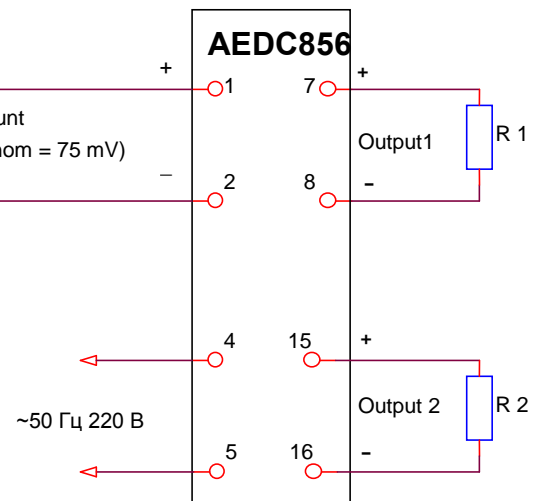 AEDC856
+
1
7
+
unt
nom = 75 mV)
Output1
R 1
–
2
8
-
4
15
+
~50 Гц 220 В
Output 2
R 2
5
16
-